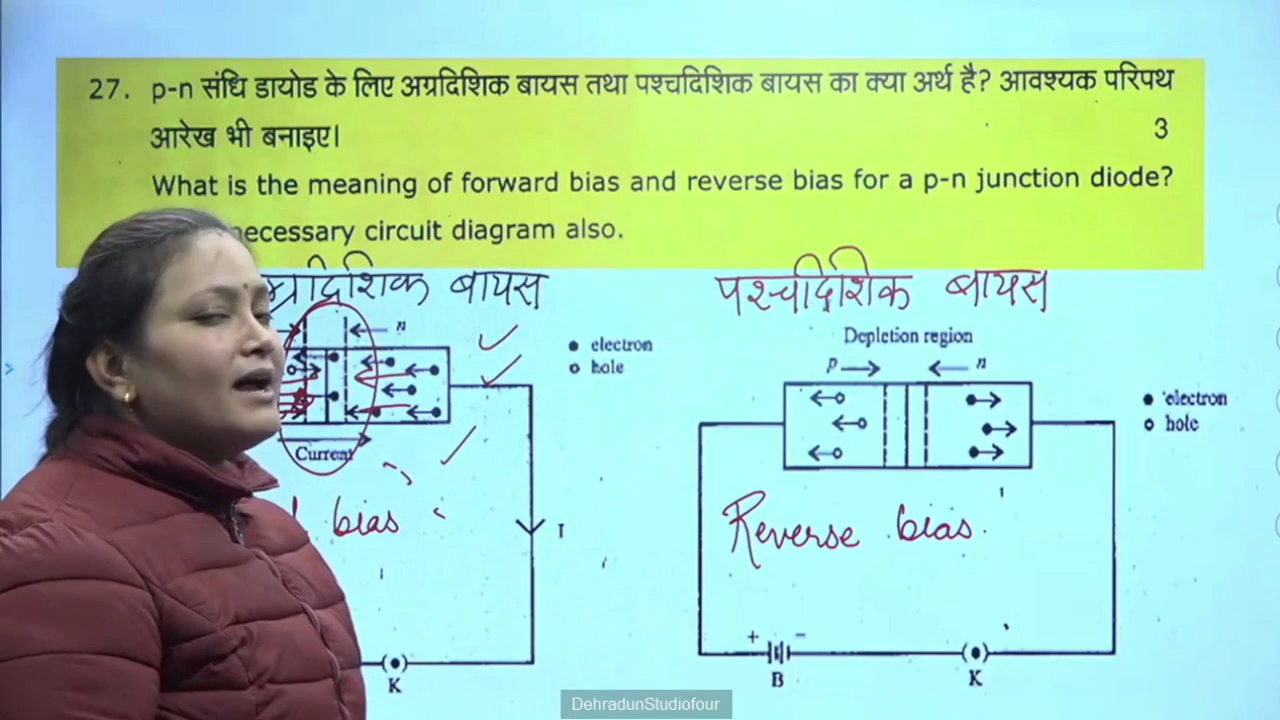 27. p-n संधि डायोड के लिए अग्रदिशिक बायस तथा पश्चदिशिक बायस का क्या अर्थ है? आवश्यक परिपथ
आरेख भी बनाइए। 3
What is the meaning of forward bias and reverse bias for a p-n junction diode?
necessary circuit diagram also.
बायस
पश्चदिशिक बायस
n
electron
hole
Current
bias
I
K
Depletion region
p n
electron
hole
Reverse bias.
+ -
B K
DehradunStudiofour